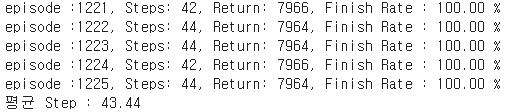 episode :1221, Steps: 42, Return: 7966, Finish Rate : 100.00 %
episode :1222, Steps: 44, Return: 7964, Finish Rate : 100.00 %
episode :1223, Steps: 44, Return: 7964, Finish Rate : 100.00 %
episode :1224, Steps: 42, Return: 7966, Finish Rate : 100.00 %
episode :1225, Steps: 44, Return: 7964, Finish Rate : 100.00 %
평균 Step : 43.44